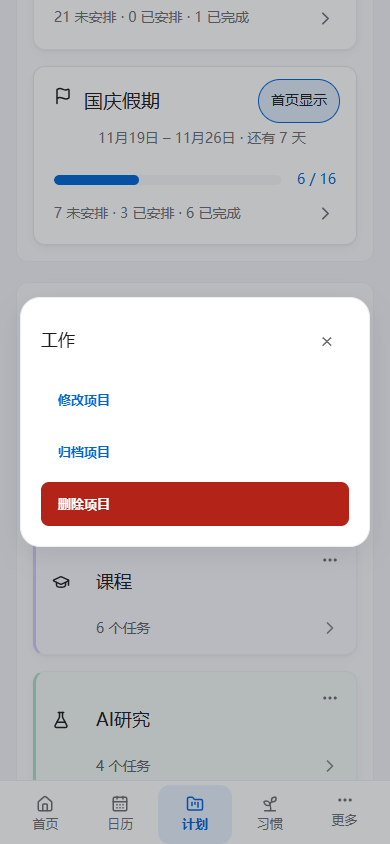 21 未安排 · 0 已安排 · 1 已完成
国庆假期
首页显示
11月19日 – 11月26日 · 还有 7 天
6 / 16
7 未安排 · 3 已安排 · 6 已完成
工作
修改项目
归档项目
删除项目
课程
6 个任务
AI研究
4 个任务
首页
日历
计划
习惯
更多